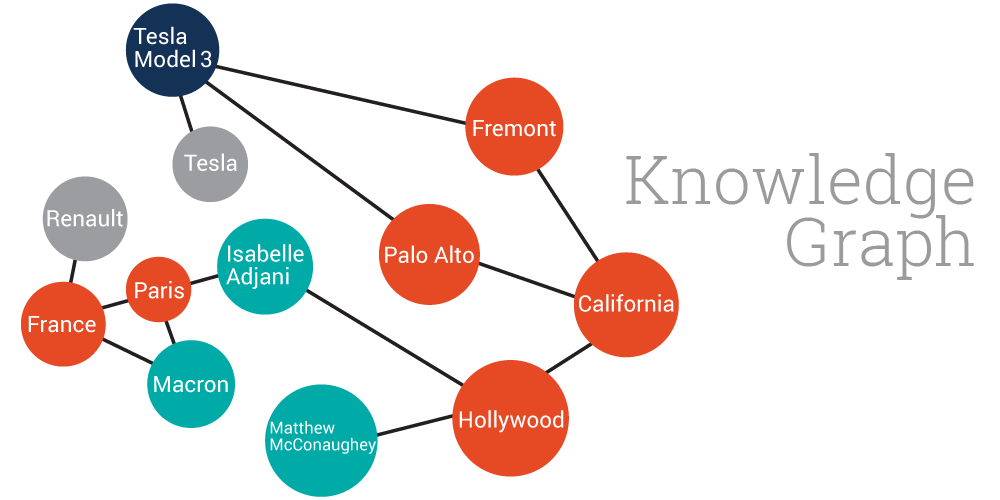 Tesla
Model 3
Fremont
Tesla
Knowledge
Graph
Renault
Isabelle
Adjani
Palo Alto
Paris
California
France
Macron
Hollywood
Matthew
McConaughey